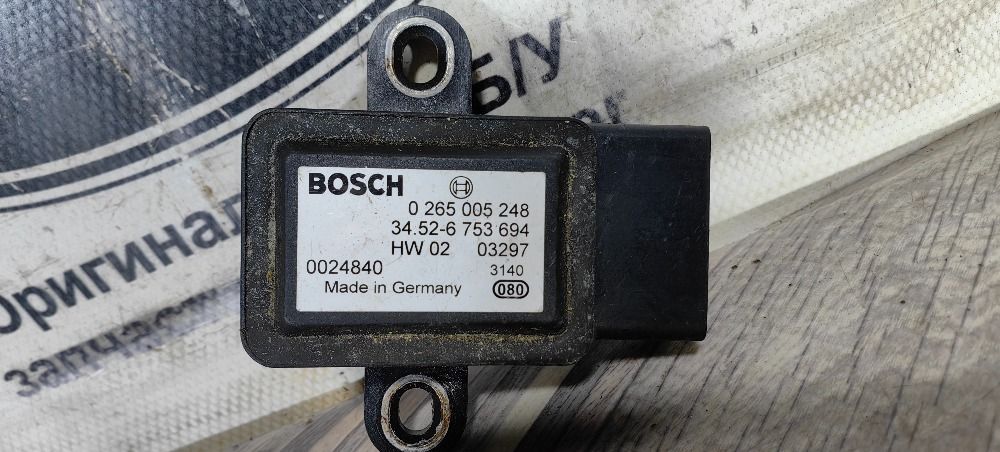 BOSCH
0 265 005 248
34.52-6 753 694
HW 02 03297
0024840 3140
Made in Germany 080
Б/У
Оригинал